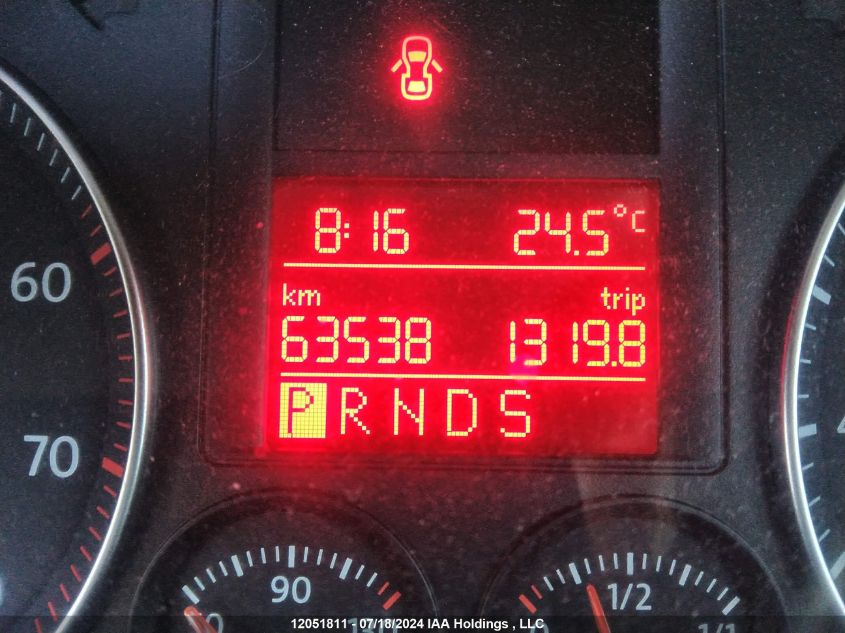 8:16 24.5°C
km trip
63538 1319.8
P R N D S
60
70
90
1/2
12051811 - 07/18/2024 IAA Holdings , LLC